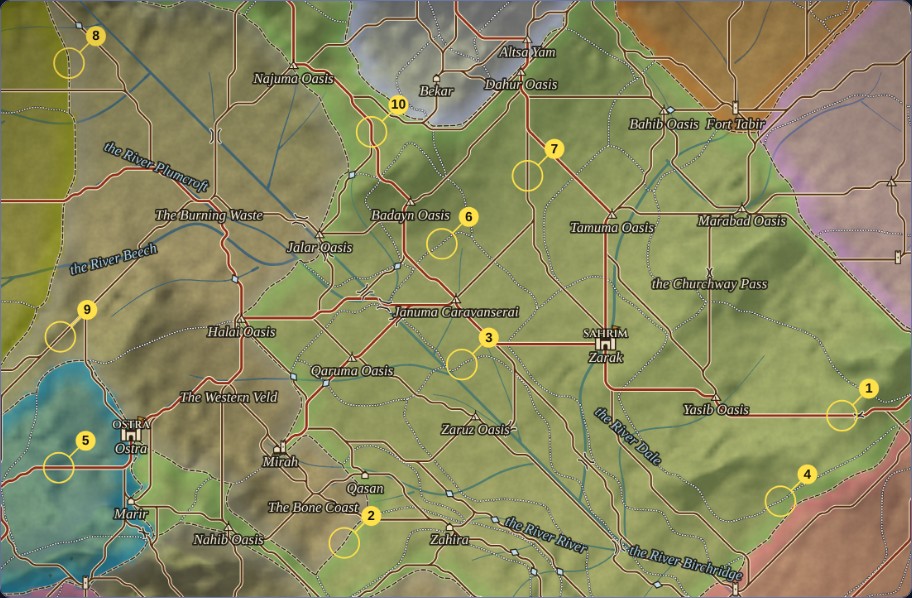 8
Altsa Yam
Najuma Oasis
Bekar
Dahur Oasis
10
Bahib Oasis
Fort Tabir
the River Plumcroft
7
The Burning Waste
Badayn Oasis
6
Marabad Oasis
Tamuma Oasis
Jalar Oasis
the River Beech
the Churchway Pass
9
Januma Caravanserai
Halai Oasis
SAHRIM
3
Zarak
Qaruma Oasis
1
The Western Veld
Yasib Oasis
OSTRA
Ostra
5
Zaruz Oasis
the River Dale
Mirah
4
Qasan
The Bone Coast
Marir
2
Nahib Oasis
Zahira
the River River
the River Birchridge